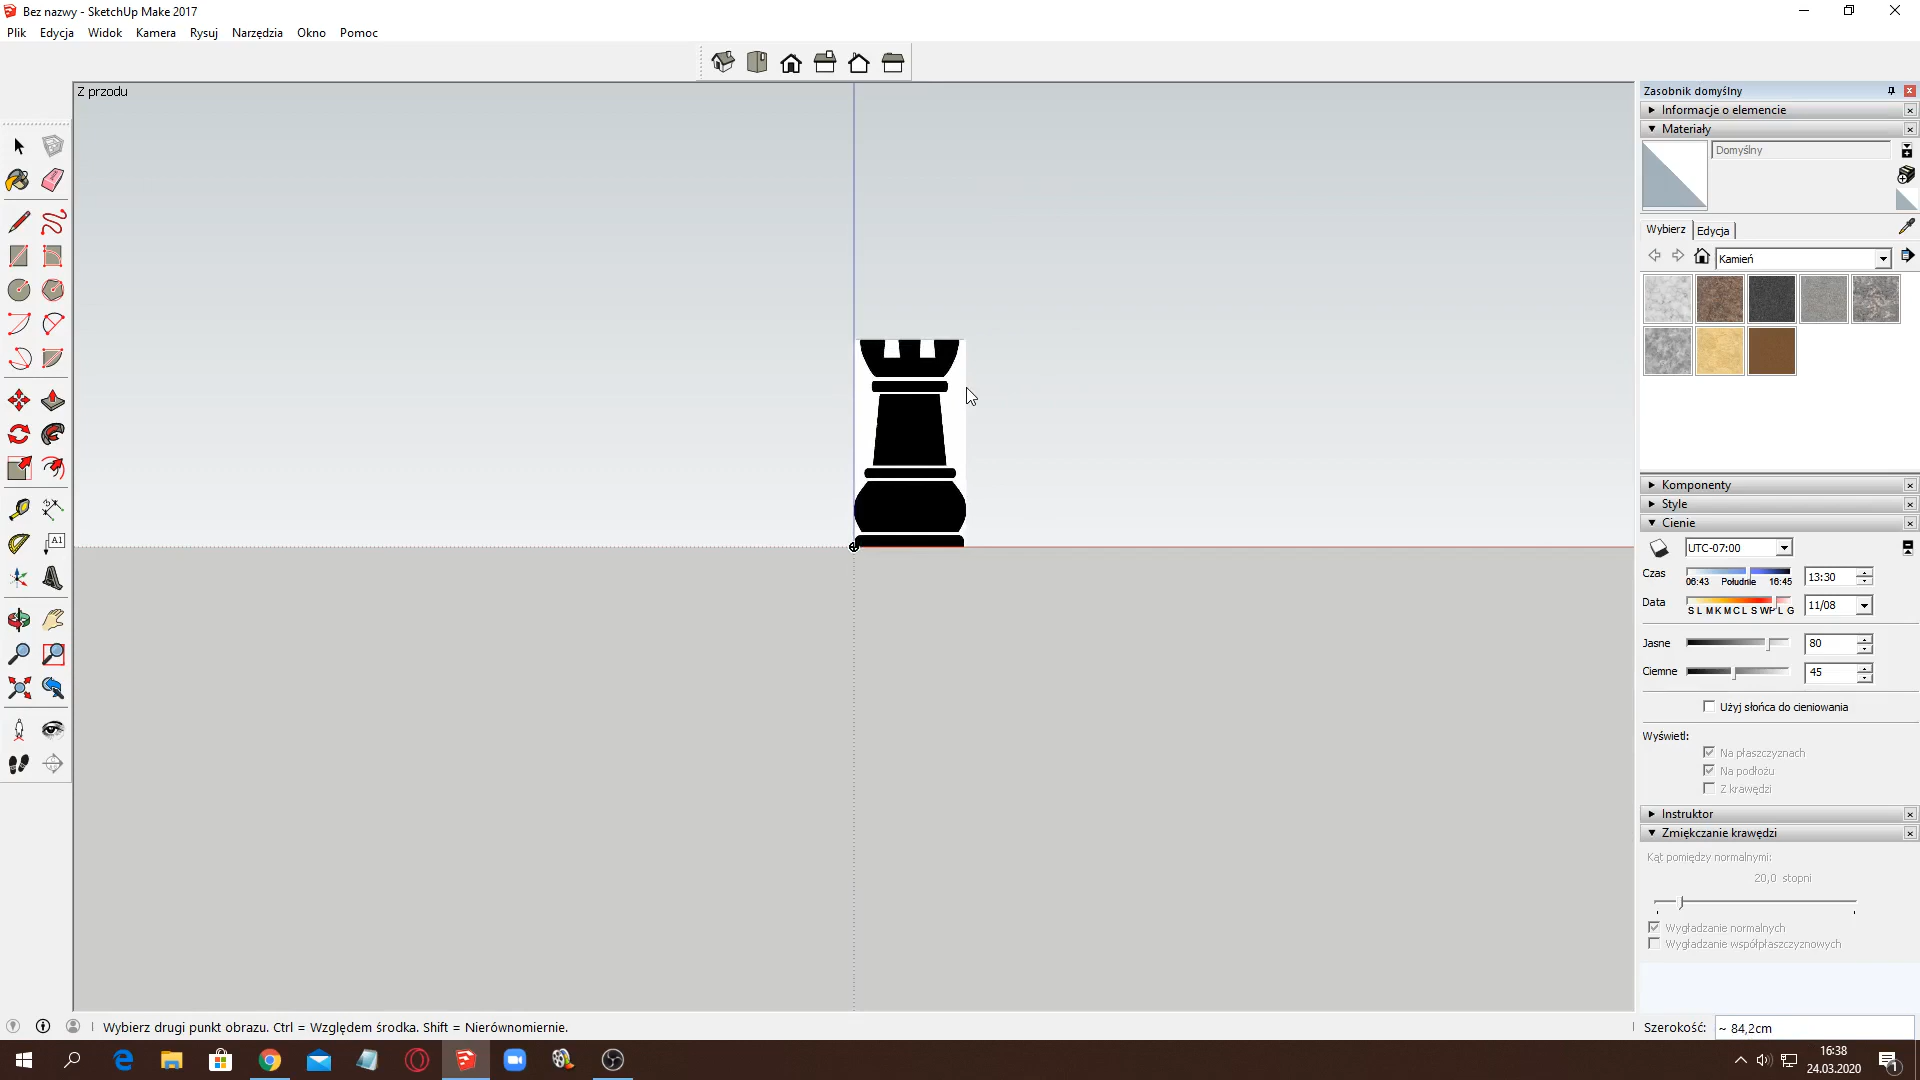 Bez nazwy - SketchUp Make 2017
Plik Edycja Widok Kamera Rysuj Narzędzia Okno Pomoc
Z przodu
Zasobnik domyślny
Informacje o elemencie
Materiały
Domyślny
Wybierz Edycja
Kamień
Komponenty
Style
Cienie
UTC-07:00
Czas 06:43 Południe 16:45 13:30
Data S L M K M C L S W P L G 11/08
Jasne 80
Ciemne 45
Użyj słońca do cieniowania
Wyświetl:
Na płaszczyznach
Na podłożu
Z krawędzi
Instruktor
Zmiękczanie krawędzi
Kąt pomiędzy normalnymi:
20,0 stopni
Wygładzanie normalnych
Wygładzanie współpłaszczyznowych
A1
Wybierz drugi punkt obrazu. Ctrl = Względem środka. Shift = Nierównomiernie.
Szerokość: ~ 84,2cm
16:38
24.03.2020
1